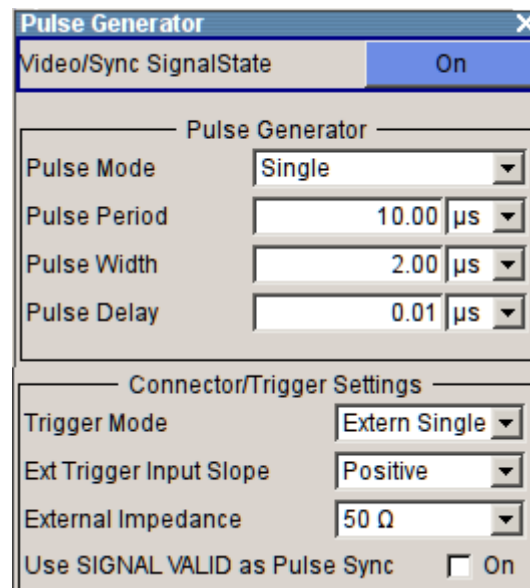 Pulse Generator X
Video/Sync SignalState On
Pulse Generator
Pulse Mode Single
Pulse Period 10.00 µs
Pulse Width 2.00 µs
Pulse Delay 0.01 µs
Connector/Trigger Settings
Trigger Mode Extern Single
Ext Trigger Input Slope Positive
External Impedance 50 Ω
Use SIGNAL VALID as Pulse Sync On